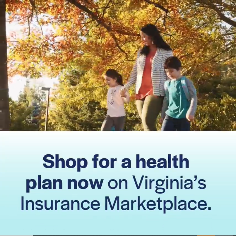 Shop for a health
plan now on Virginia's
Insurance Marketplace.